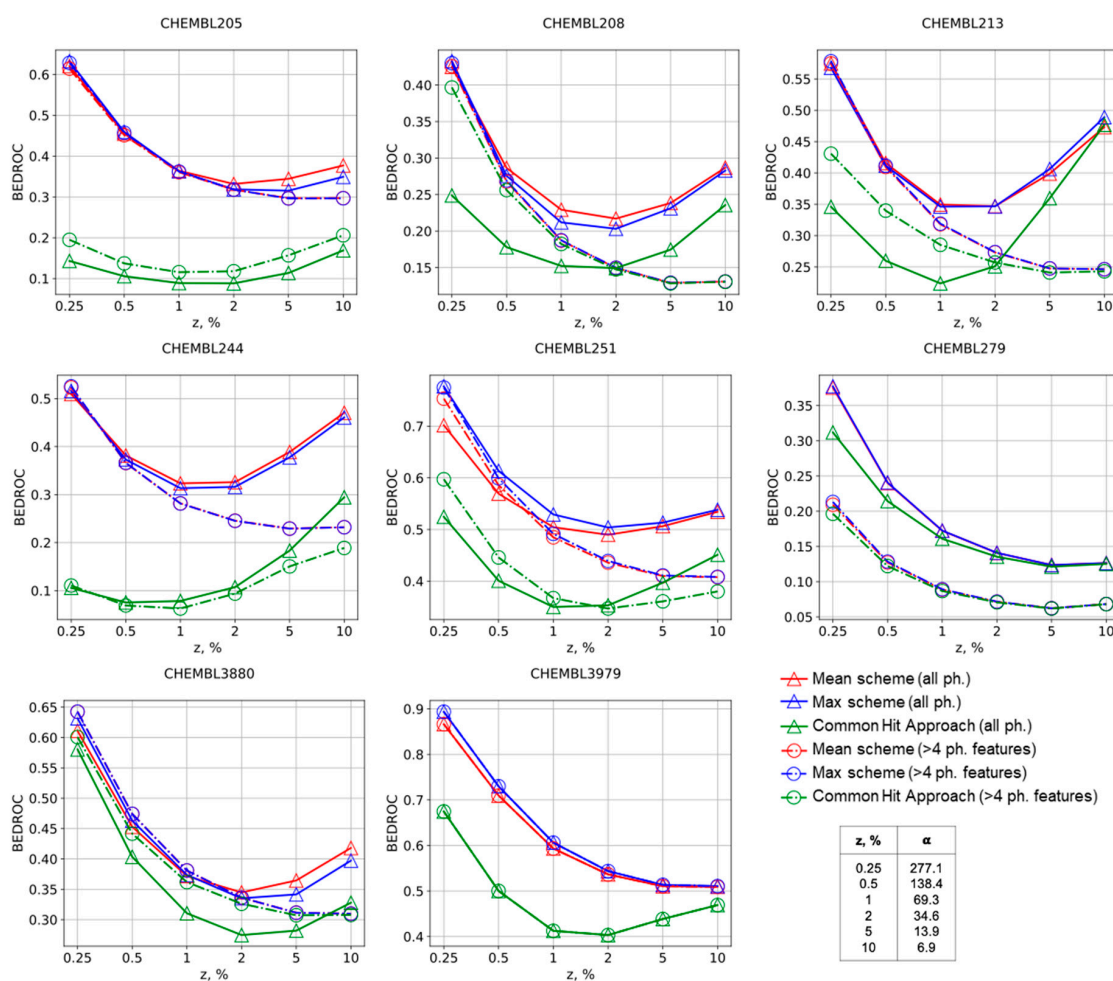 CHEMBL205
CHEMBL208
CHEMBL213
BEDROC
0.6
0.5
0.4
0.3
0.2
0.1
0.25 0.5 1 2 5 10
z, %
BEDROC
0.40
0.35
0.30
0.25
0.20
0.15
0.25 0.5 1 2 5 10
z, %
BEDROC
0.55
0.50
0.45
0.40
0.35
0.30
0.25
0.25 0.5 1 2 5 10
z, %
CHEMBL244
CHEMBL251
CHEMBL279
BEDROC
0.5
0.4
0.3
0.2
0.1
0.25 0.5 1 2 5 10
z, %
BEDROC
0.7
0.6
0.5
0.4
0.25 0.5 1 2 5 10
z, %
BEDROC
0.35
0.30
0.25
0.20
0.15
0.10
0.05
0.25 0.5 1 2 5 10
z, %
CHEMBL3880
CHEMBL3979
BEDROC
0.65
0.60
0.55
0.50
0.45
0.40
0.35
0.30
0.25 0.5 1 2 5 10
z, %
BEDROC
0.9
0.8
0.7
0.6
0.5
0.4
0.25 0.5 1 2 5 10
z, %
Mean scheme (all ph.)
Max scheme (all ph.)
Common Hit Approach (all ph.)
Mean scheme (>4 ph. features)
Max scheme (>4 ph. features)
Common Hit Approach (>4 ph. features)
z, % α
0.25 277.1
0.5 138.4
1 69.3
2 34.6
5 13.9
10 6.9